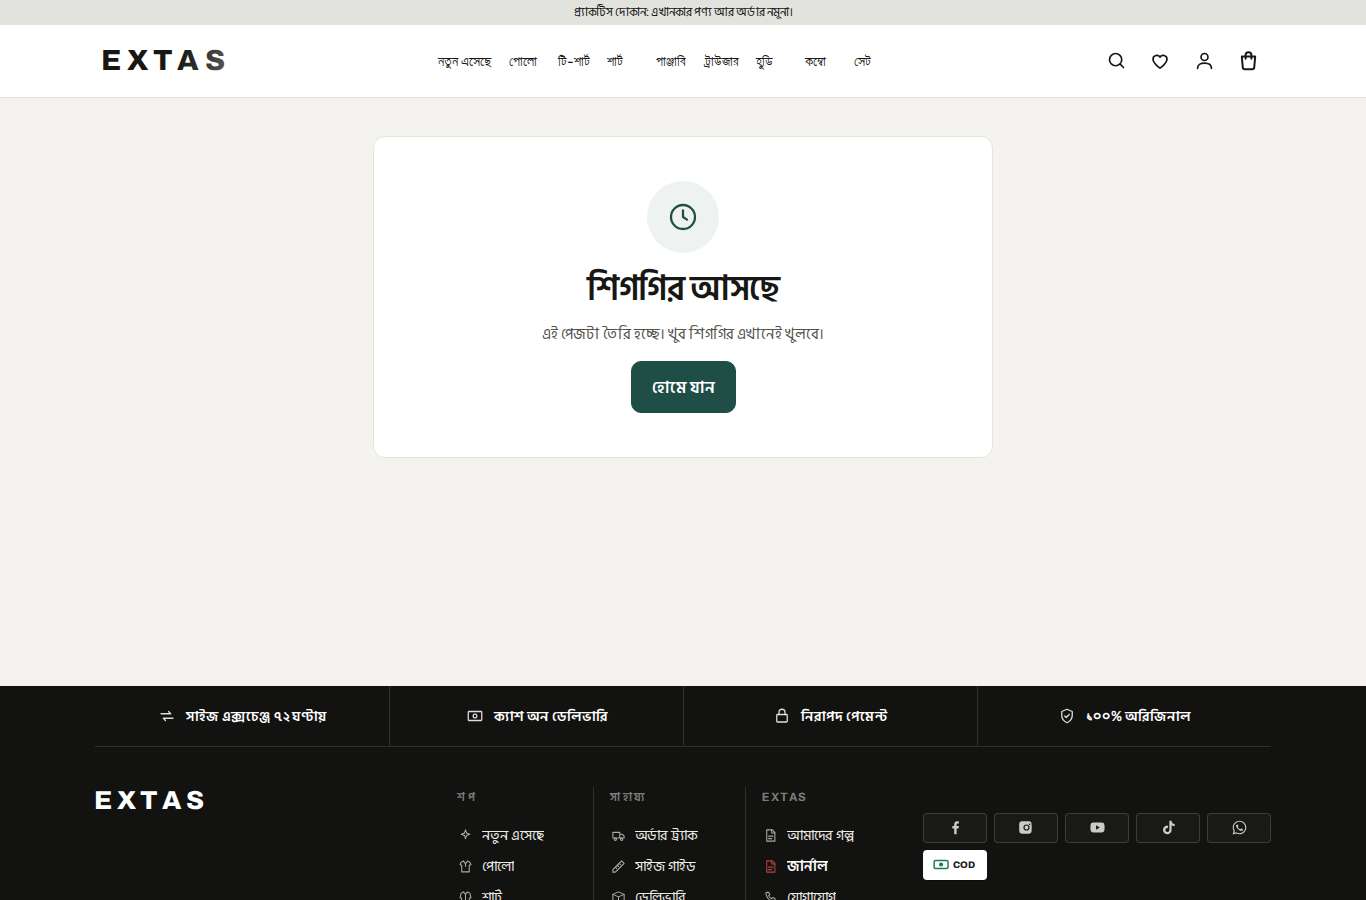 প্র্যাকটিস দোকান: এখানকার পণ্য আর অর্ডার নমুনা।
EXTAS
নতুন এসেছে পোলো টি-শার্ট শার্ট পাঞ্জাবি ট্রাউজার হুডি কম্বো সেট
শিগগির আসছে
এই পেজটা তৈরি হচ্ছে। খুব শিগগির এখানেই খুলবে।
হোমে যান
সাইজ এক্সচেঞ্জ ৭২ ঘণ্টায়
ক্যাশ অন ডেলিভারি
নিরাপদ পেমেন্ট
১০০% অরিজিনাল
EXTAS
শপ
নতুন এসেছে
পোলো
শার্ট
সাহায্য
অর্ডার ট্র্যাক
সাইজ গাইড
ডেলিভারি
EXTAS
আমাদের গল্প
জার্নাল
যোগাযোগ
COD